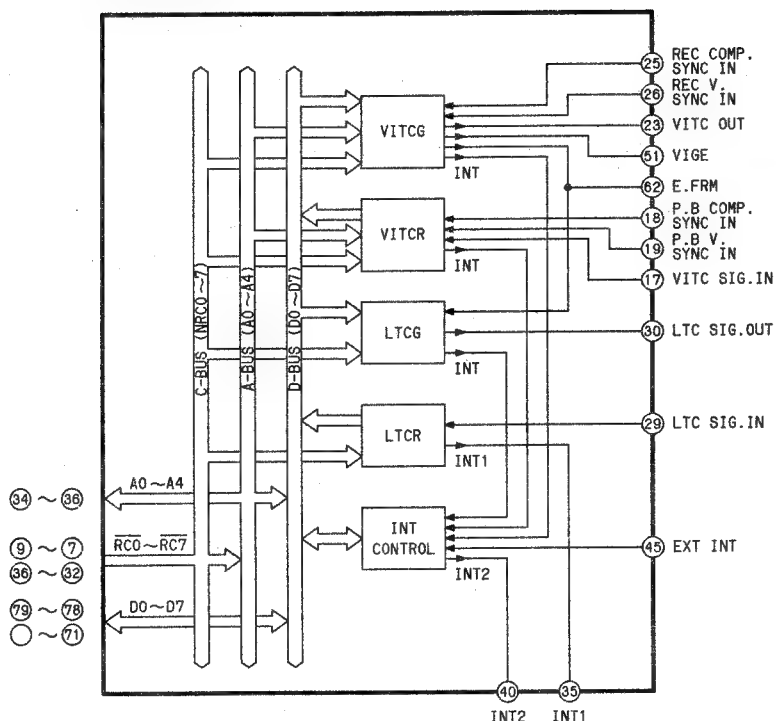 25 REC COMP.
SYNC IN
26 REC V.
SYNC IN
23 VITC OUT
51 VIGE
62 E.FRM
18 P.B COMP.
SYNC IN
19 P.B V.
SYNC IN
17 VITC SIG.IN
30 LTC SIG.OUT
29 LTC SIG.IN
45 EXT INT
VITCG
INT
VITCR
INT
LTCG
INT
LTCR
INT1
INT
CONTROL
INT2
C-BUS (NRC0~7)
A-BUS (A0~A4)
D-BUS (D0~D7)
34 ~ 36 A0~A4
9 ~ 7 R̅C̅0̅~R̅C̅7̅
36 ~ 32
79 ~ 78 D0~D7
~ 71
40 35
INT2 INT1